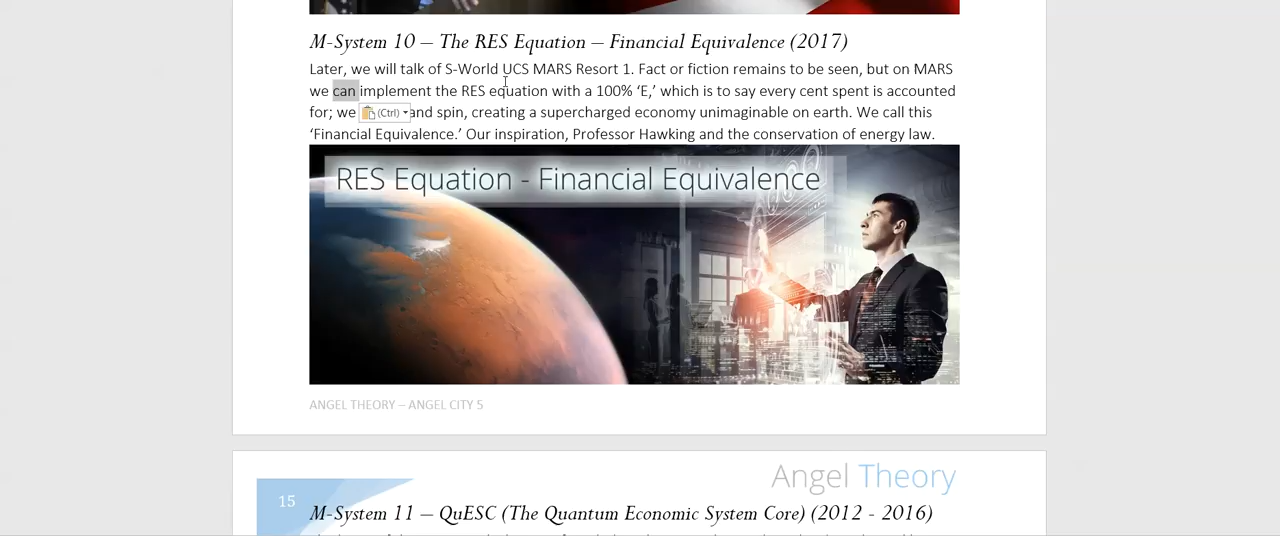 M-System 10 – The RES Equation – Financial Equivalence (2017)
Later, we will talk of S-World UCS MARS Resort 1. Fact or fiction remains to be seen, but on MARS
we can implement the RES equation with a 100% ‘E,’ which is to say every cent spent is accounted
for; we (Ctrl) and spin, creating a supercharged economy unimaginable on earth. We call this
‘Financial Equivalence.’ Our inspiration, Professor Hawking and the conservation of energy law.
RES Equation - Financial Equivalence
ANGEL THEORY – ANGEL CITY 5
Angel Theory
15
M-System 11 – QuESC (The Quantum Economic System Core) (2012 - 2016)